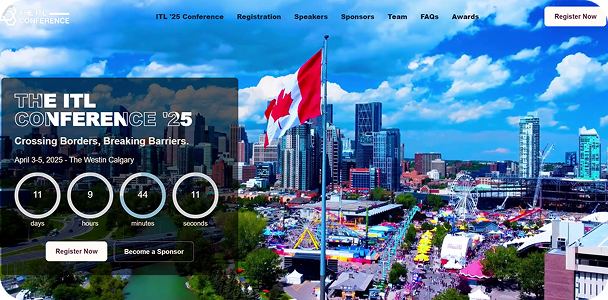 THE ITL
CONFERENCE
ITL '25 Conference
Registration
Speakers
Sponsors
Team
FAQs
Awards
Register Now
THE ITL
CONFERENCE '25
Crossing Borders, Breaking Barriers.
April 3-5, 2025 - The Westin Calgary
11
9
44
11
days
hours
minutes
seconds
Register Now
Become a Sponsor